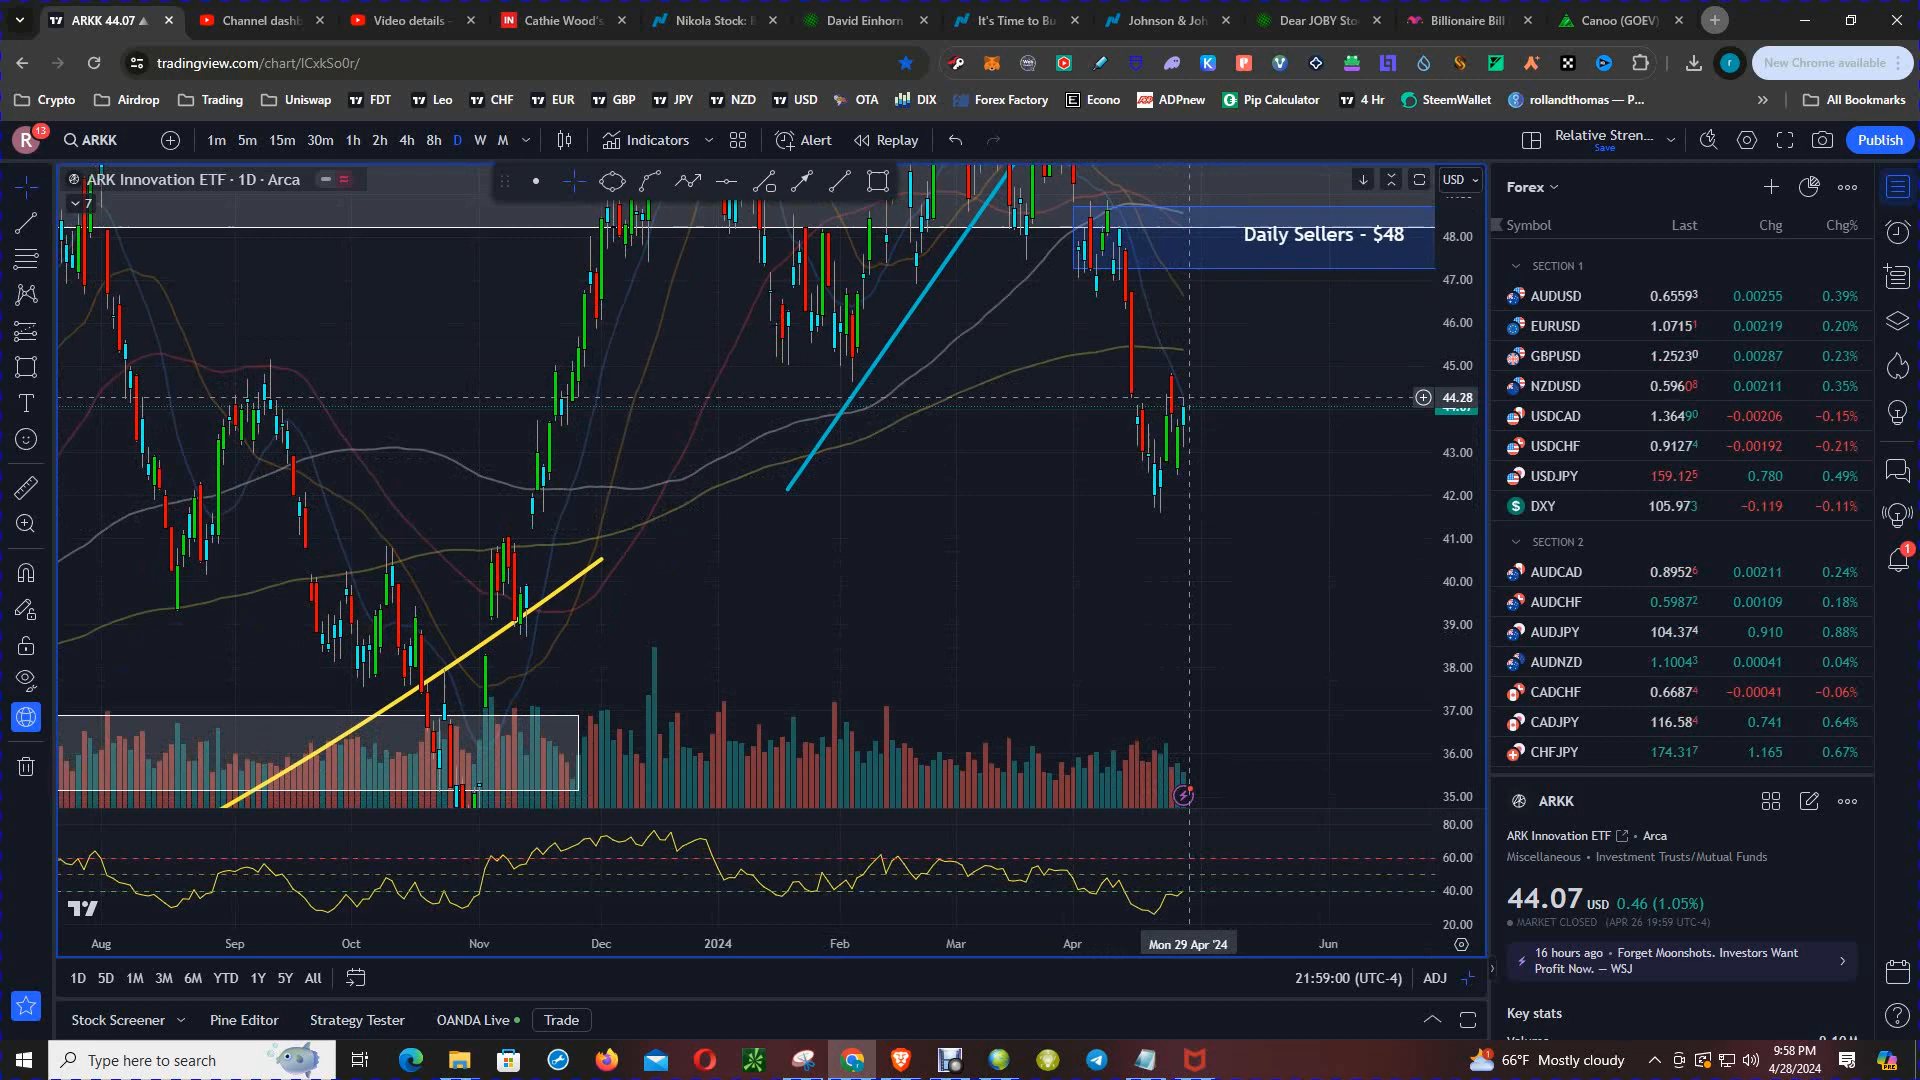 ARKK 44.07
Channel dashb
Video details -
Cathie Wood's
Nikola Stock: B
David Einhorn
It's Time to Bu
Johnson & Joh
Dear JOBY Sto
Billionaire Bill
Canoo (GOEV)
tradingview.com/chart/lCxkSo0r/
New Chrome available
Crypto
Airdrop
Trading
Uniswap
FDT
Leo
CHF
EUR
GBP
JPY
NZD
USD
OTA
DIX
Forex Factory
Econo
ADPnew
Pip Calculator
4 Hr
SteemWallet
rollandthomas — P...
All Bookmarks
R 13
ARKK
1m 5m 15m 30m 1h 2h 4h 8h D W M
Indicators
Alert
Replay
Relative Stren...
Save
Publish
ARK Innovation ETF · 1D · Arca
7
USD
Daily Sellers - $48
48.00
47.00
46.00
45.00
44.28
43.00
42.00
41.00
40.00
39.00
38.00
37.00
36.00
35.00
80.00
60.00
40.00
20.00
Aug Sep Oct Nov Dec 2024 Feb Mar Apr Mon 29 Apr '24 Jun
1D 5D 1M 3M 6M YTD 1Y 5Y All
21:59:00 (UTC-4) ADJ
Stock Screener
Pine Editor
Strategy Tester
OANDA Live
Trade
Forex
Symbol Last Chg Chg%
SECTION 1
AUDUSD 0.65593 0.00255 0.39%
EURUSD 1.07151 0.00219 0.20%
GBPUSD 1.25230 0.00287 0.23%
NZDUSD 0.59608 0.00211 0.35%
USDCAD 1.36490 −0.00206 −0.15%
USDCHF 0.91274 −0.00192 −0.21%
USDJPY 159.125 0.780 0.49%
DXY 105.973 −0.119 −0.11%
SECTION 2
AUDCAD 0.89526 0.00211 0.24%
AUDCHF 0.59872 0.00109 0.18%
AUDJPY 104.374 0.910 0.88%
AUDNZD 1.10043 0.00041 0.04%
CADCHF 0.66874 −0.00041 −0.06%
CADJPY 116.584 0.741 0.64%
CHFJPY 174.317 1.165 0.67%
ARKK
ARK Innovation ETF • Arca
Miscellaneous • Investment Trusts/Mutual Funds
44.07 USD 0.46 (1.05%)
MARKET CLOSED (APR 26 19:59 UTC-4)
16 hours ago • Forget Moonshots. Investors Want
Profit Now. — WSJ
Key stats
Type here to search
66°F Mostly cloudy
9:58 PM
4/28/2024